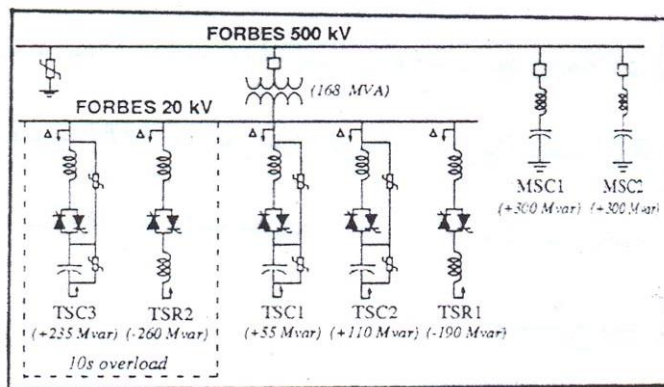 FORBES 500 kV
(168 MVA)
FORBES 20 kV
Δ Δ Δ Δ Δ
MSC1 MSC2
(+300 Mvar) (+300 Mvar)
TSC3 TSR2 TSC1 TSC2 TSR1
(+235 Mvar) (-260 Mvar) (+55 Mvar) (+110 Mvar) (-190 Mvar)
10s overload